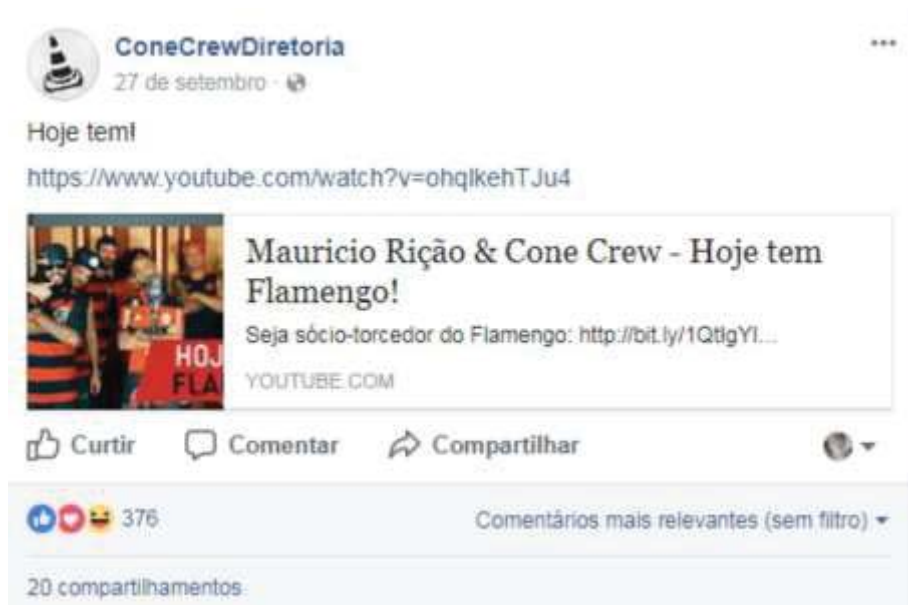 ConeCrewDiretoria
27 de setembro ·
Hoje tem!
https://www.youtube.com/watch?v=ohqlkehTJu4
Mauricio Rição & Cone Crew - Hoje tem
Flamengo!
Seja sócio-torcedor do Flamengo: http://bit.ly/1QtlgYl...
YOUTUBE.COM
HOJ
FLA
Curtir Comentar Compartilhar
376 Comentários mais relevantes (sem filtro)
20 compartilhamentos